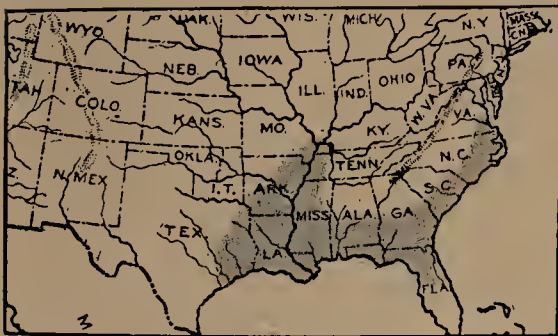 DAK.
WIS.
MICH.
N.Y
MASS
CN.
WYO.
IOWA
NEB.
PA.
N.J.
OHIO
ILL.
IND.
TAH
COLO.
W.VA.
VA.
KANS.
MO.
KY.
OKLA.
TENN.
N.C.
Z.
N.MEX
I.T.
ARK.
S.C.
MISS.
ALA.
GA.
TEX.
LA.
FLA.